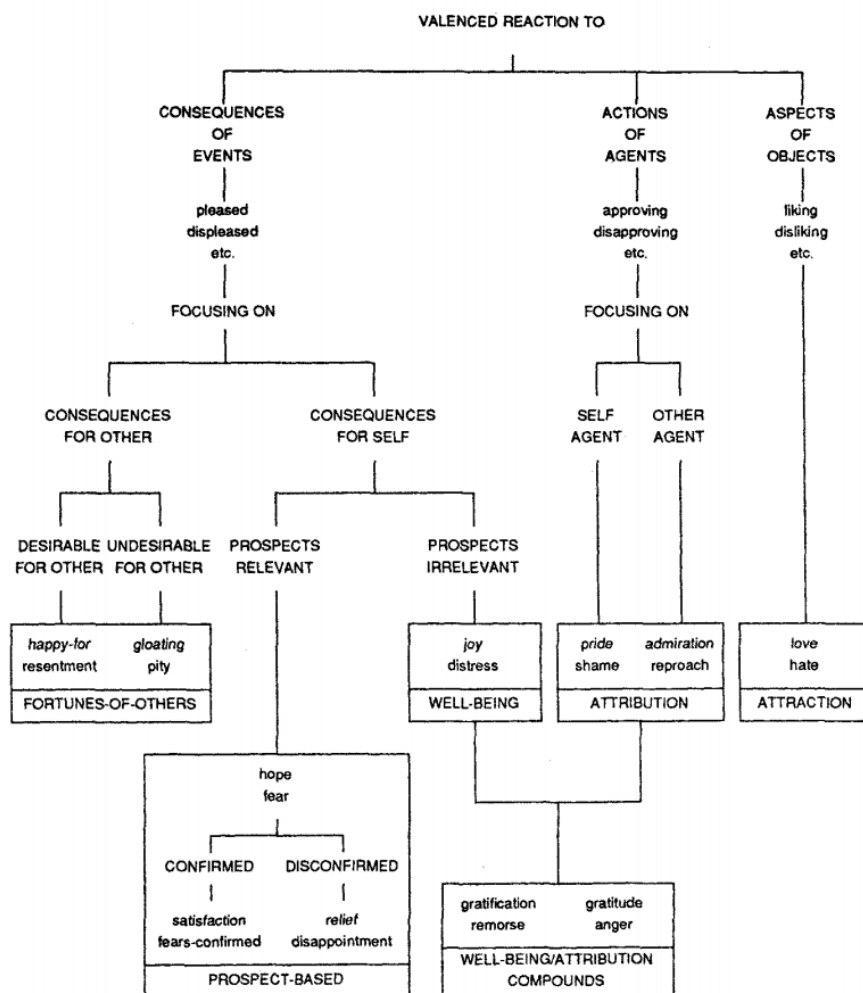 VALENCED REACTION TO
CONSEQUENCES
OF
EVENTS
ACTIONS
OF
AGENTS
ASPECTS
OF
OBJECTS
pleased
displeased
etc.
approving
disapproving
etc.
liking
disliking
etc.
FOCUSING ON
FOCUSING ON
CONSEQUENCES
FOR OTHER
CONSEQUENCES
FOR SELF
SELF
AGENT
OTHER
AGENT
DESIRABLE
FOR OTHER
UNDESIRABLE
FOR OTHER
PROSPECTS
RELEVANT
PROSPECTS
IRRELEVANT
happy-for
resentment
gloating
pity
FORTUNES-OF-OTHERS
joy
distress
WELL-BEING
pride
shame
admiration
reproach
ATTRIBUTION
love
hate
ATTRACTION
hope
fear
CONFIRMED
DISCONFIRMED
satisfaction
fears-confirmed
relief
disappointment
PROSPECT-BASED
gratification
remorse
gratitude
anger
WELL-BEING/ATTRIBUTION
COMPOUNDS